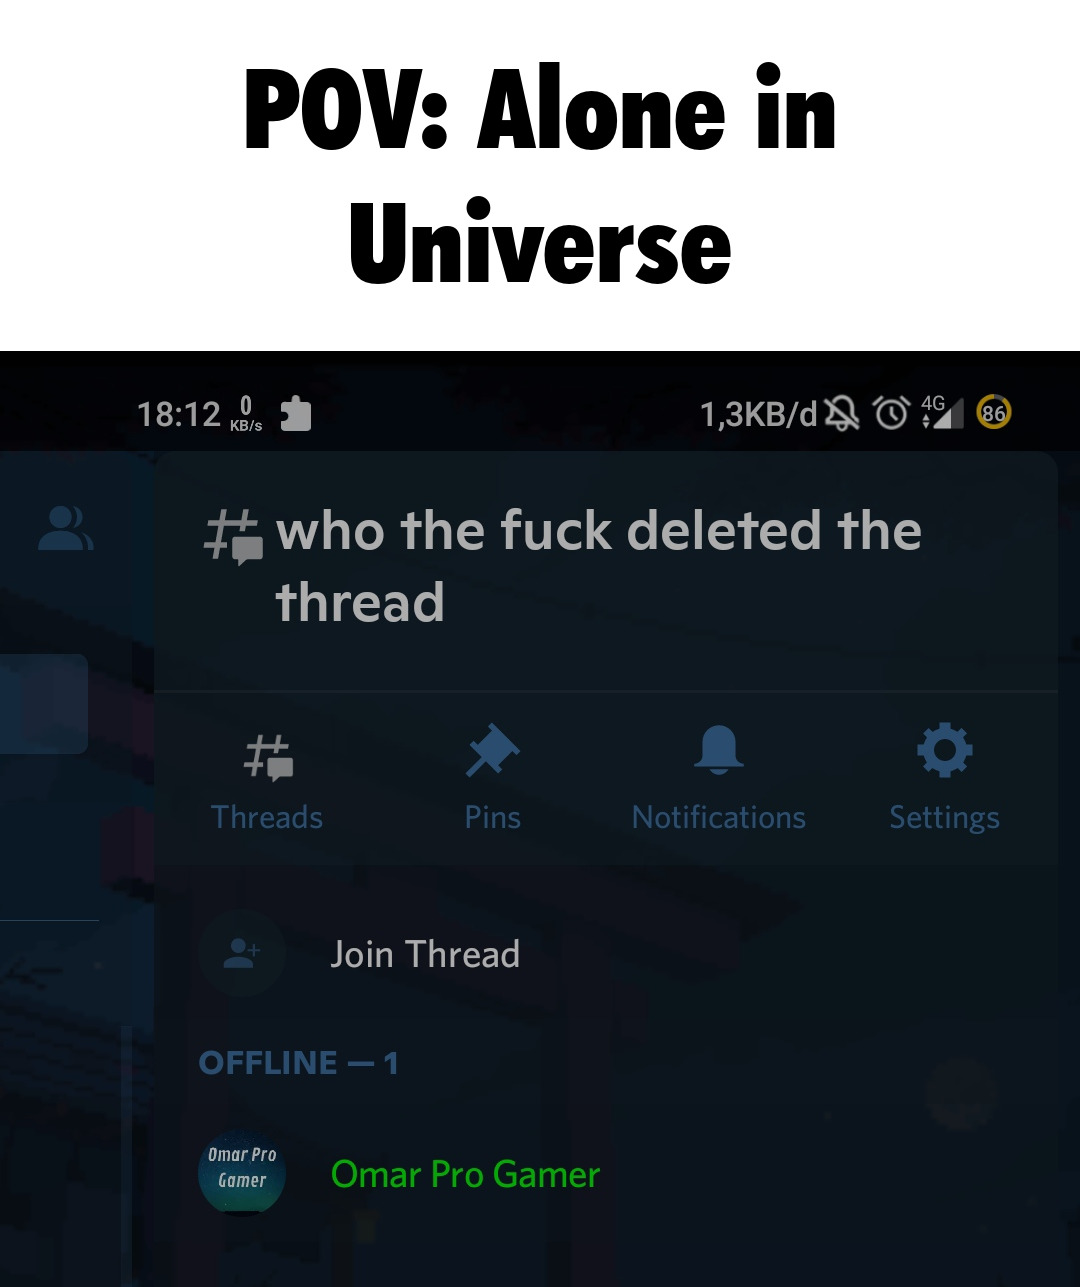 POV: Alone in
Universe
18:12 0 KB/s 1,3KB/d 4G 86
who the fuck deleted the
thread
Threads Pins Notifications Settings
Join Thread
OFFLINE — 1
Omar Pro
Gamer
Omar Pro Gamer